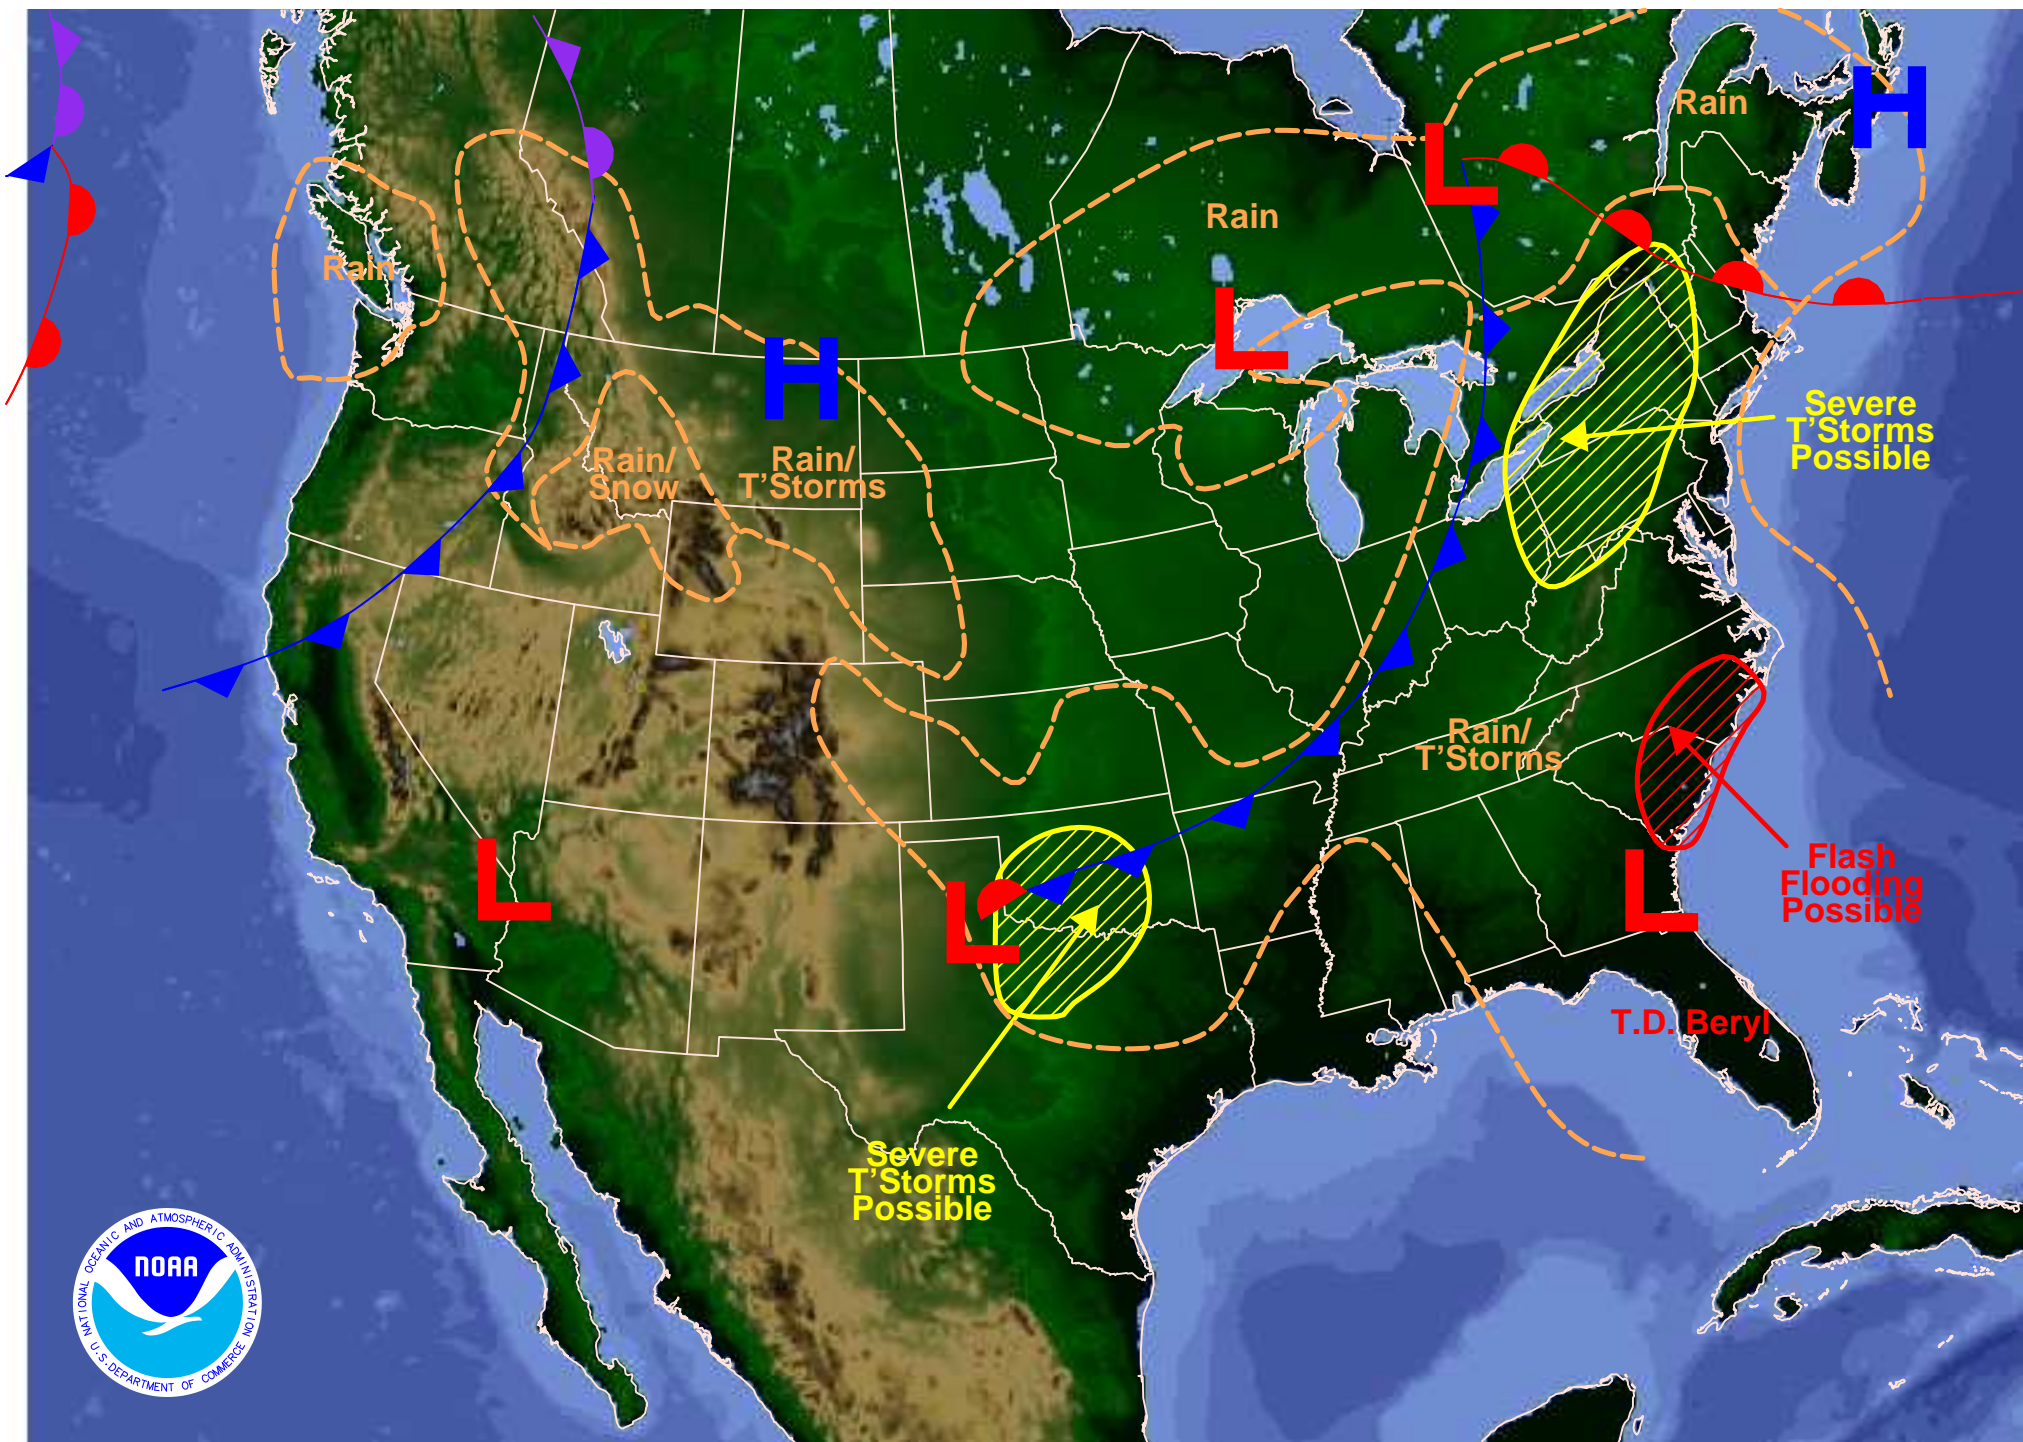 Rain
H
L
Rain
Rain
L
H
Severe
T'Storms
Possible
Rain/
Snow
Rain/
T'Storms
Rain/
T'Storms
L
L
L
Flash
Flooding
Possible
T.D. Beryl
Severe
T'Storms
Possible
NATIONAL OCEANIC AND ATMOSPHERIC ADMINISTRATION
NOAA
U.S. DEPARTMENT OF COMMERCE